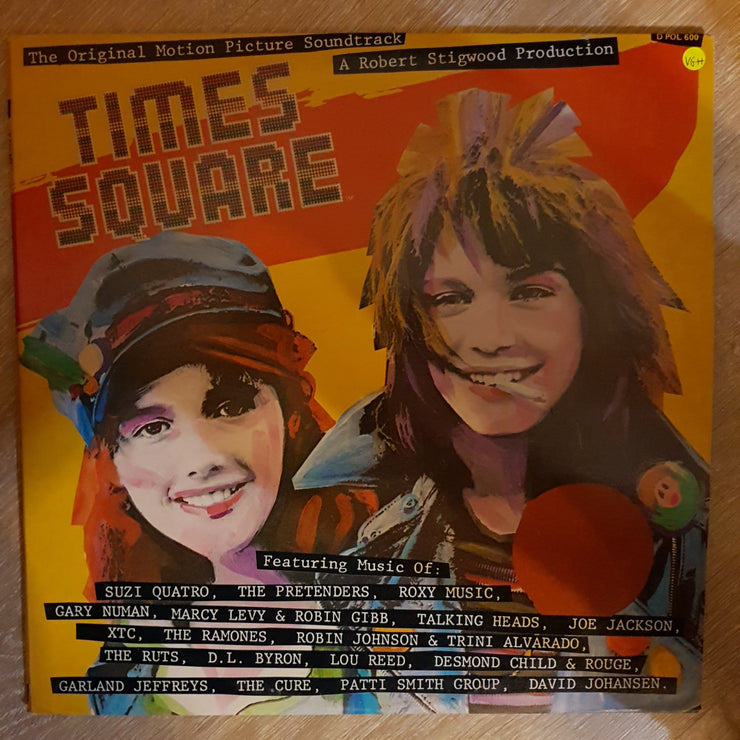 The Original Motion Picture Soundtrack
A Robert Stigwood Production
D POL 600
VG+
TIMES
SQUARE
Featuring Music Of:
SUZI QUATRO, THE PRETENDERS, ROXY MUSIC,
GARY NUMAN, MARCY LEVY & ROBIN GIBB, TALKING HEADS, JOE JACKSON,
XTC, THE RAMONES, ROBIN JOHNSON & TRINI ALVARADO,
THE RUTS, D.L. BYRON, LOU REED, DESMOND CHILD & ROUGE,
GARLAND JEFFREYS, THE CURE, PATTI SMITH GROUP, DAVID JOHANSEN.